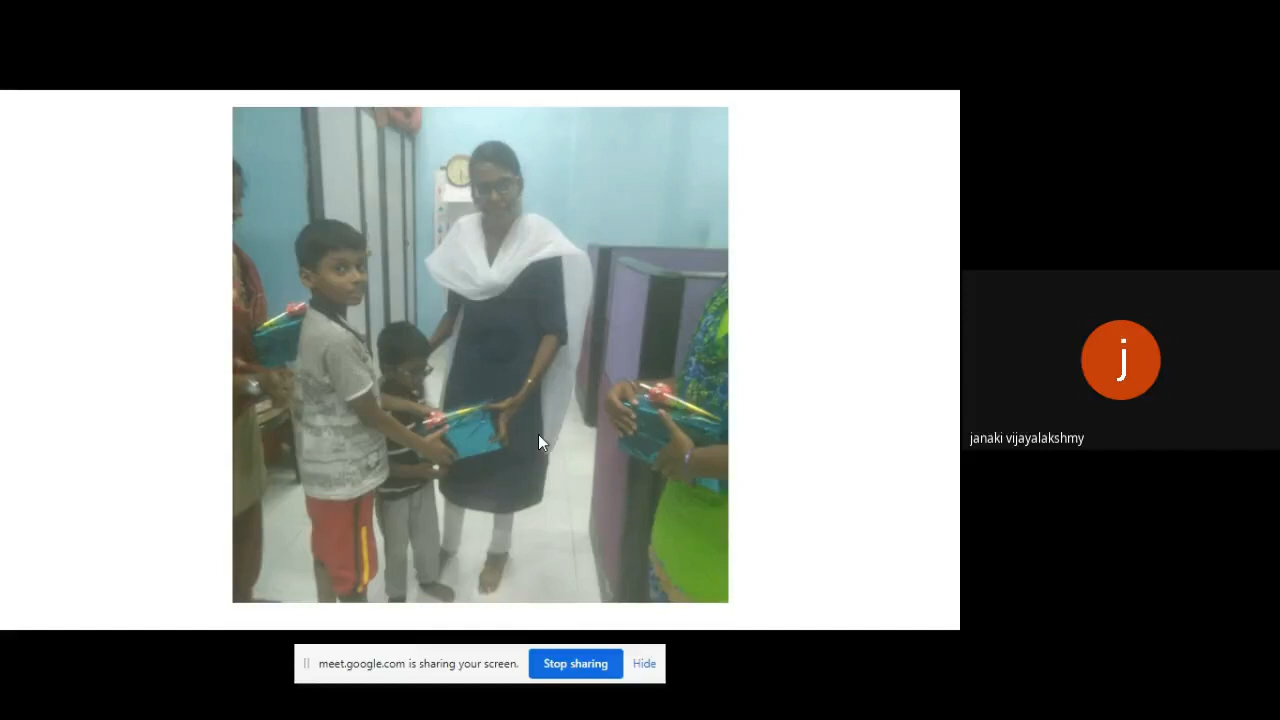 j
janaki vijayalakshmy
meet.google.com is sharing your screen.
Stop sharing
Hide